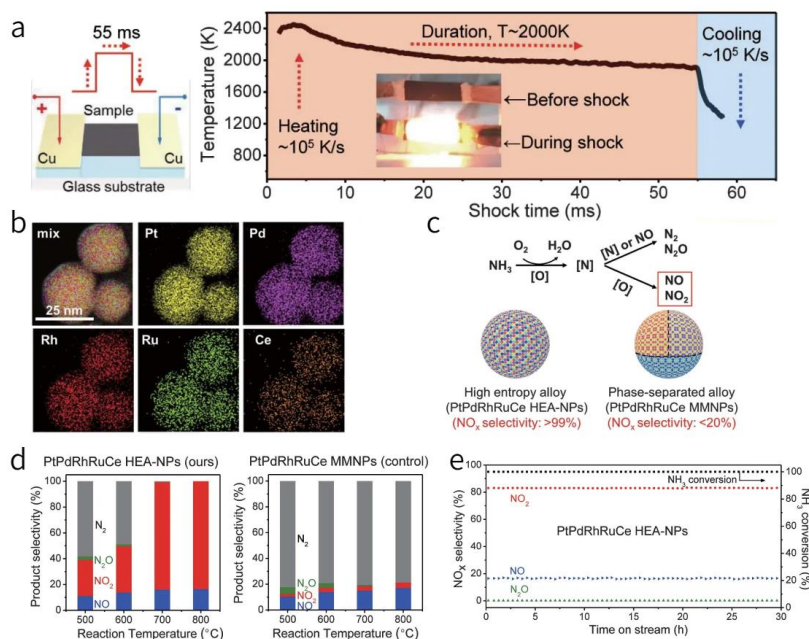 a
55 ms
Sample
+
-
Cu
Cu
Glass substrate
Temperature (K)
2400
2000
1600
1200
800
Duration, T~2000K
Cooling
~10⁵ K/s
Heating
~10⁵ K/s
←Before shock
←During shock
0 10 20 30 40 50 60
Shock time (ms)
b
mix
25 nm
Pt
Pd
Rh
Ru
Ce
c
NH₃
O₂
H₂O
[O]
[N]
[N] or NO
N₂
N₂O
[O]
NO
NO₂
High entropy alloy
(PtPdRhRuCe HEA-NPs)
(NOₓ selectivity: >99%)
Phase-separated alloy
(PtPdRhRuCe MMNPs)
(NOₓ selectivity: <20%)
d
PtPdRhRuCe HEA-NPs (ours)
Product selectivity (%)
100
80
60
40
20
0
N₂
N₂O
NO₂
NO
500 600 700 800
Reaction Temperature (°C)
PtPdRhRuCe MMNPs (control)
Product selectivity (%)
100
80
60
40
20
0
N₂
N₂O
NO₂
NO
500 600 700 800
Reaction Temperature (°C)
e
NOₓ selectivity (%)
100
80
60
40
20
0
NH₃ conversion
NO₂
PtPdRhRuCe HEA-NPs
NO
N₂O
100
80
60
40
20
0
NH₃ conversion (%)
0 5 10 15 20 25 30
Time on stream (h)